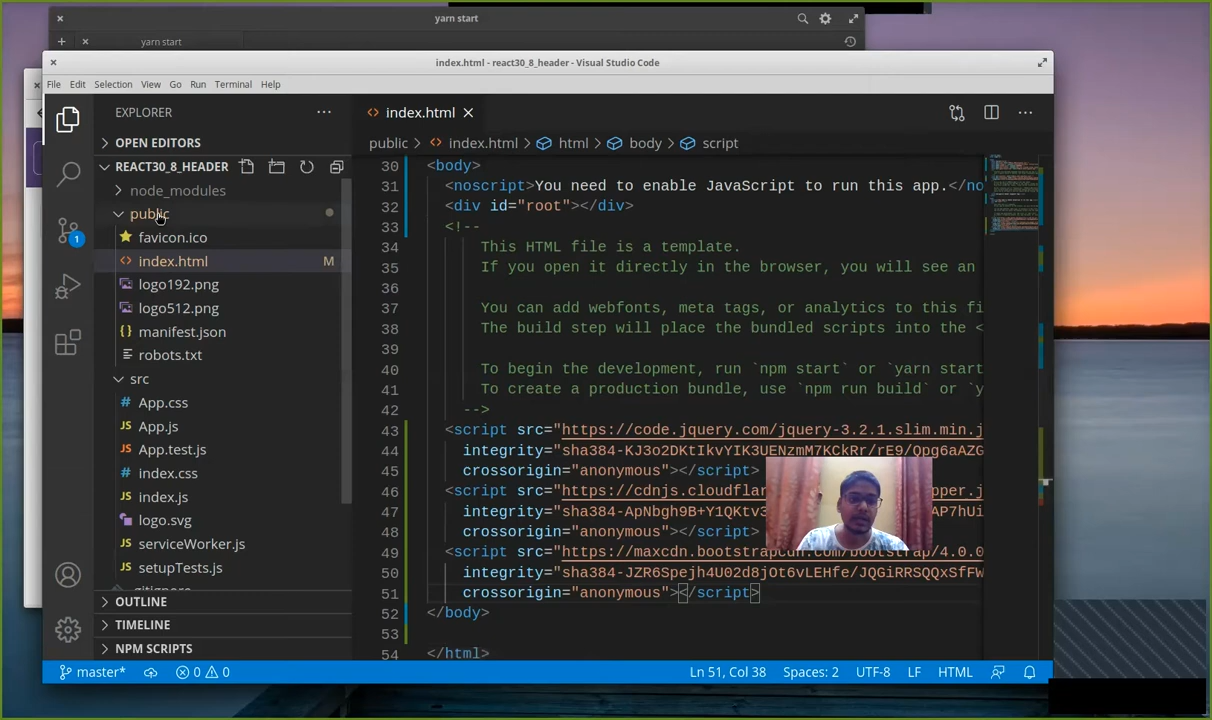 yarn start
yarn start
index.html - react30_8_header - Visual Studio Code
File Edit Selection View Go Run Terminal Help
EXPLORER
OPEN EDITORS
REACT30_8_HEADER
node_modules
public
favicon.ico
index.html M
logo192.png
logo512.png
manifest.json
robots.txt
src
App.css
App.js
App.test.js
index.css
index.js
logo.svg
serviceWorker.js
setupTests.js
.gitignore
OUTLINE
TIMELINE
NPM SCRIPTS
1
index.html
public > index.html > html > body > script
30 <body>
31 <noscript>You need to enable JavaScript to run this app.</no
32 <div id="root"></div>
33 <!--
34 This HTML file is a template.
35 If you open it directly in the browser, you will see an
36
37 You can add webfonts, meta tags, or analytics to this fi
38 The build step will place the bundled scripts into the <
39
40 To begin the development, run `npm start` or `yarn start
41 To create a production bundle, use `npm run build` or `y
42 -->
43 <script src="https://code.jquery.com/jquery-3.2.1.slim.min.j
44 integrity="sha384-KJ3o2DKtIkvYIK3UENzmM7KCkRr/rE9/Qpg6aAZG
45 crossorigin="anonymous"></script>
46 <script src="https://cdnjs.cloudflar pper.j
47 integrity="sha384-ApNbgh9B+Y1QKtv3 AP7hUi
48 crossorigin="anonymous"></script>
49 <script src="https://maxcdn.bootstrapcdn.com/bootstrap/4.0.0
50 integrity="sha384-JZR6Spejh4U02d8jOt6vLEHfe/JQGiRRSQQxSfFW
51 crossorigin="anonymous"></script>
52 </body>
53
54 </html>
master* 0 0 Ln 51, Col 38 Spaces: 2 UTF-8 LF HTML